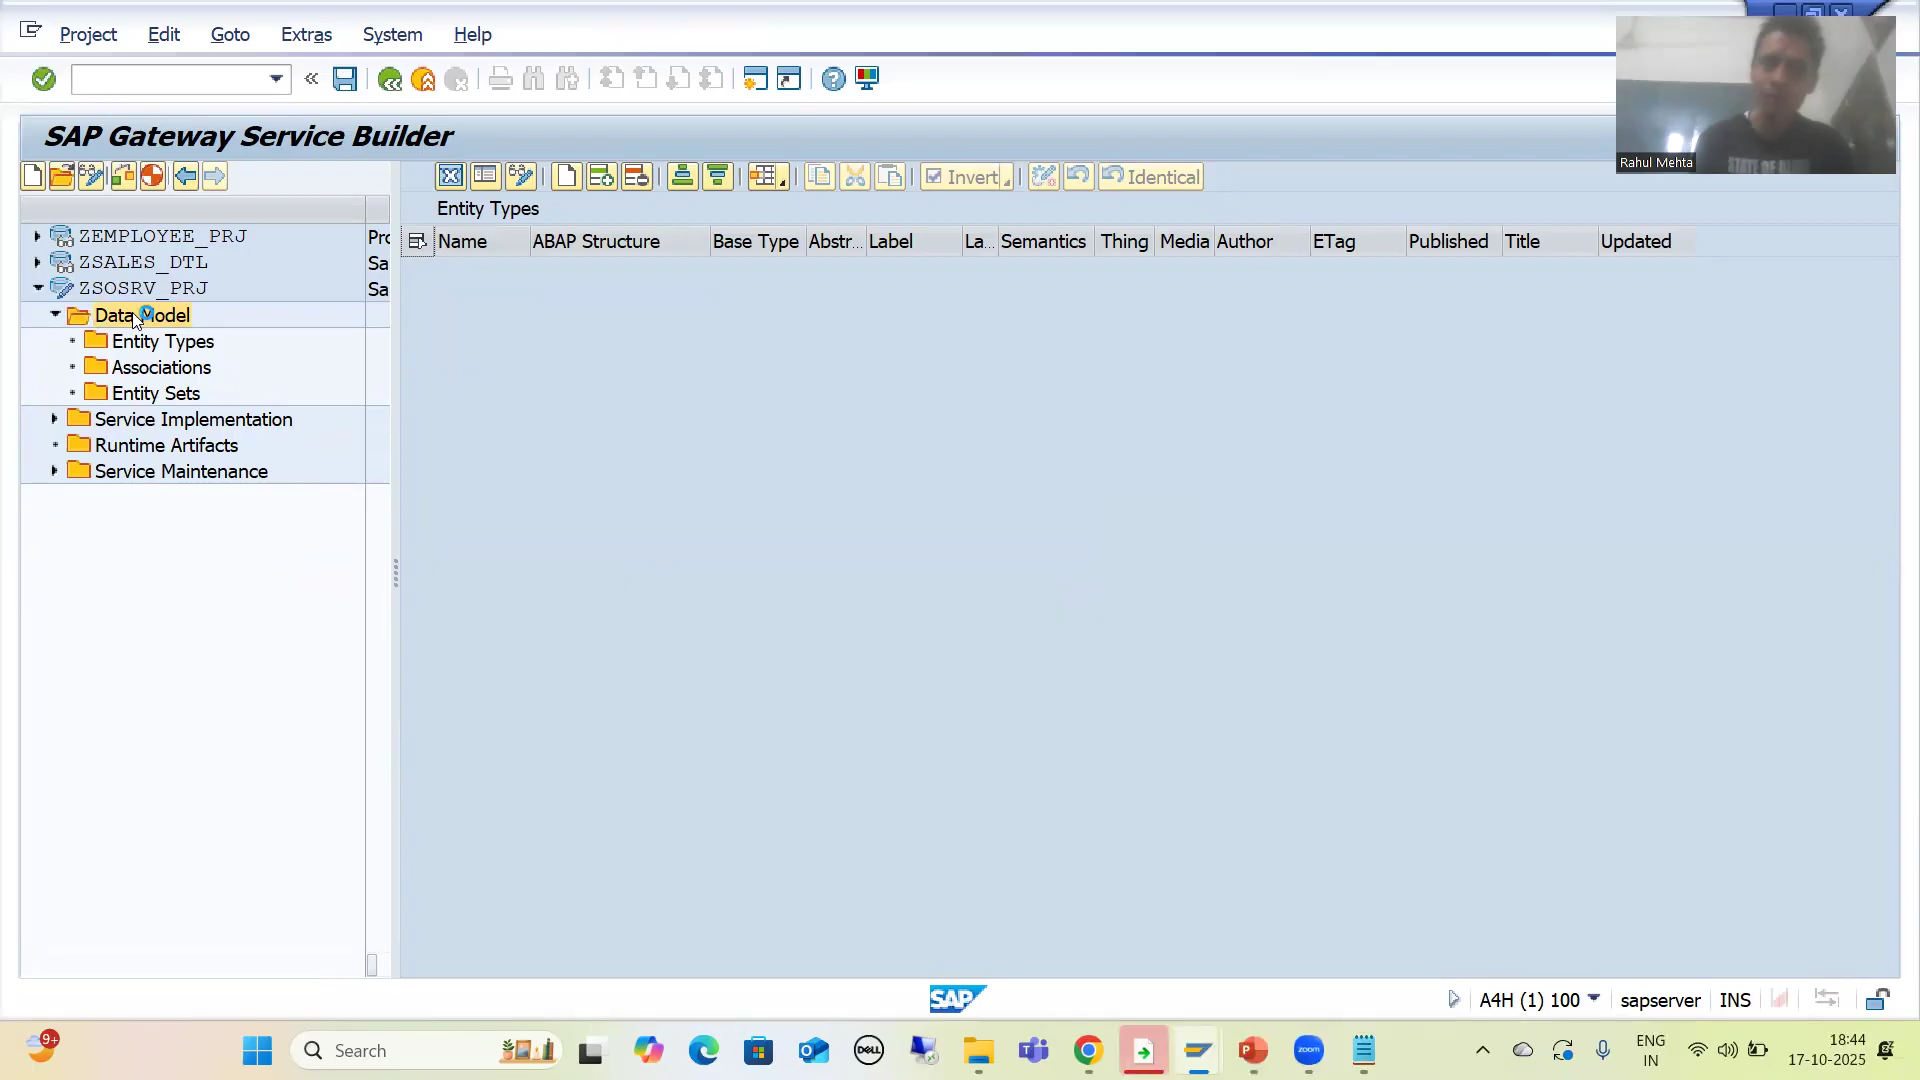 Project Edit Goto Extras System Help
Rahul Mehta
SAP Gateway Service Builder
Invert Identical
Entity Types
Name ABAP Structure Base Type Abstr... Label La... Semantics Thing Media Author ETag Published Title Updated
ZEMPLOYEE_PRJ Pro
ZSALES_DTL Sa
ZSOSRV_PRJ Sa
Data Model
Entity Types
Associations
Entity Sets
Service Implementation
Runtime Artifacts
Service Maintenance
SAP
A4H (1) 100 sapserver INS
9+
Search
DELL
zoom
ENG
IN
18:44
17-10-2025